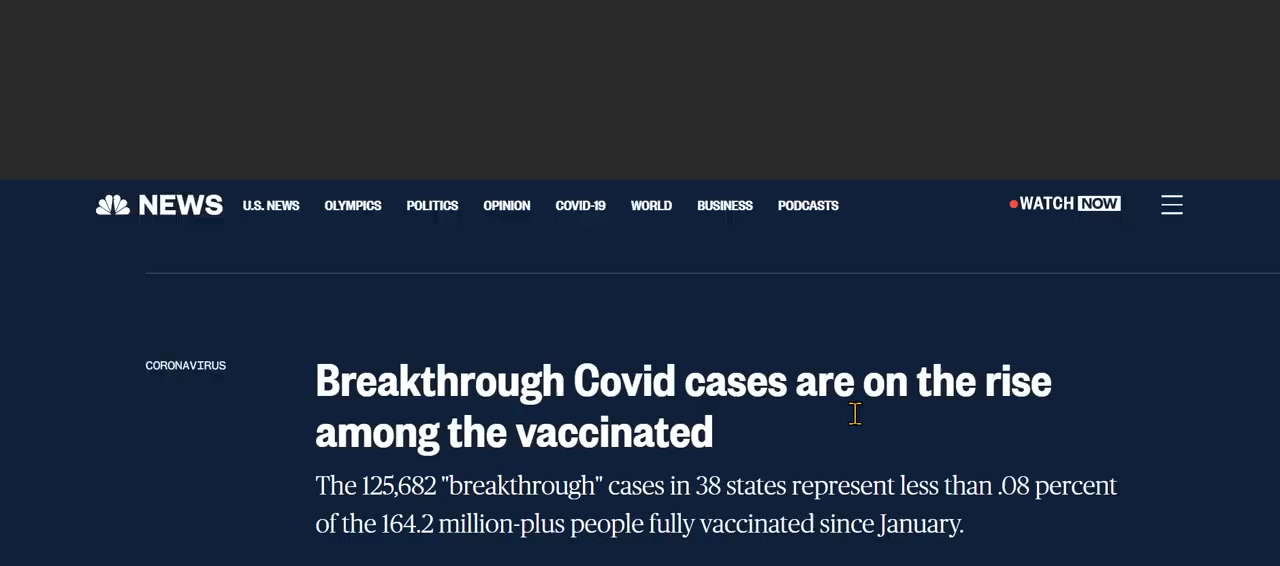 NEWS U.S. NEWS OLYMPICS POLITICS OPINION COVID-19 WORLD BUSINESS PODCASTS WATCH NOW
CORONAVIRUS
Breakthrough Covid cases are on the rise
among the vaccinated
The 125,682 "breakthrough" cases in 38 states represent less than .08 percent
of the 164.2 million-plus people fully vaccinated since January.